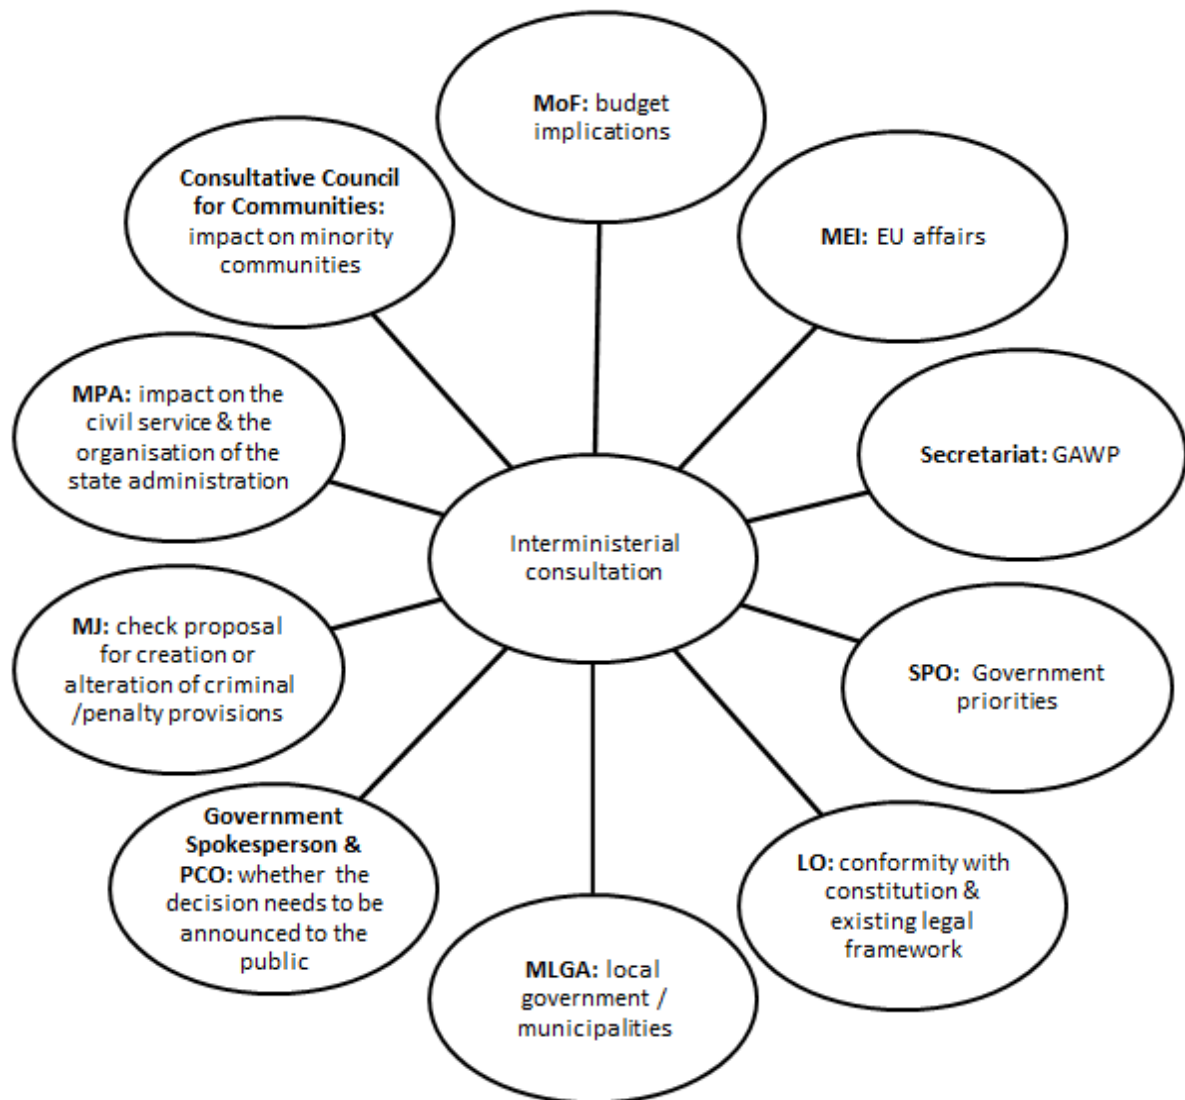 MoF: budget
implications
MEI: EU affairs
Secretariat: GAWP
SPO: Government
priorities
LO: conformity with
constitution &
existing legal
framework
MLGA: local
government /
municipalities
Government
Spokesperson &
PCO: whether the
decision needs to be
announced to the
public
MJ: check proposal
for creation or
alteration of criminal
/penalty provisions
MPA: impact on the
civil service & the
organisation of the
state administration
Consultative Council
for Communities:
impact on minority
communities
Interministerial
consultation